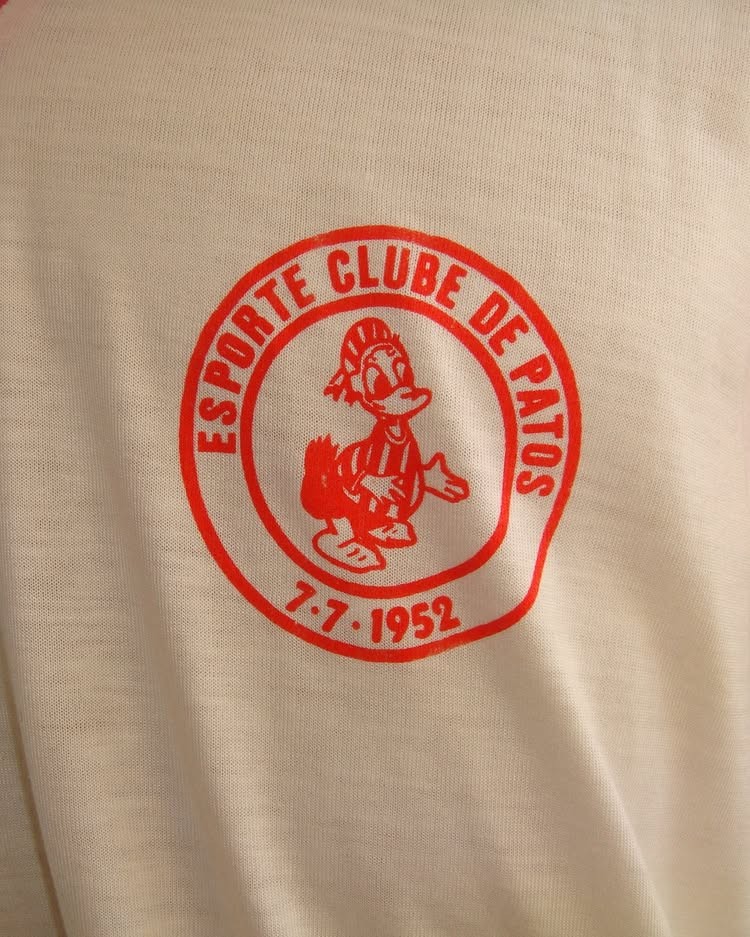 ESPORTE CLUBE DE PATOS
7·7·1952